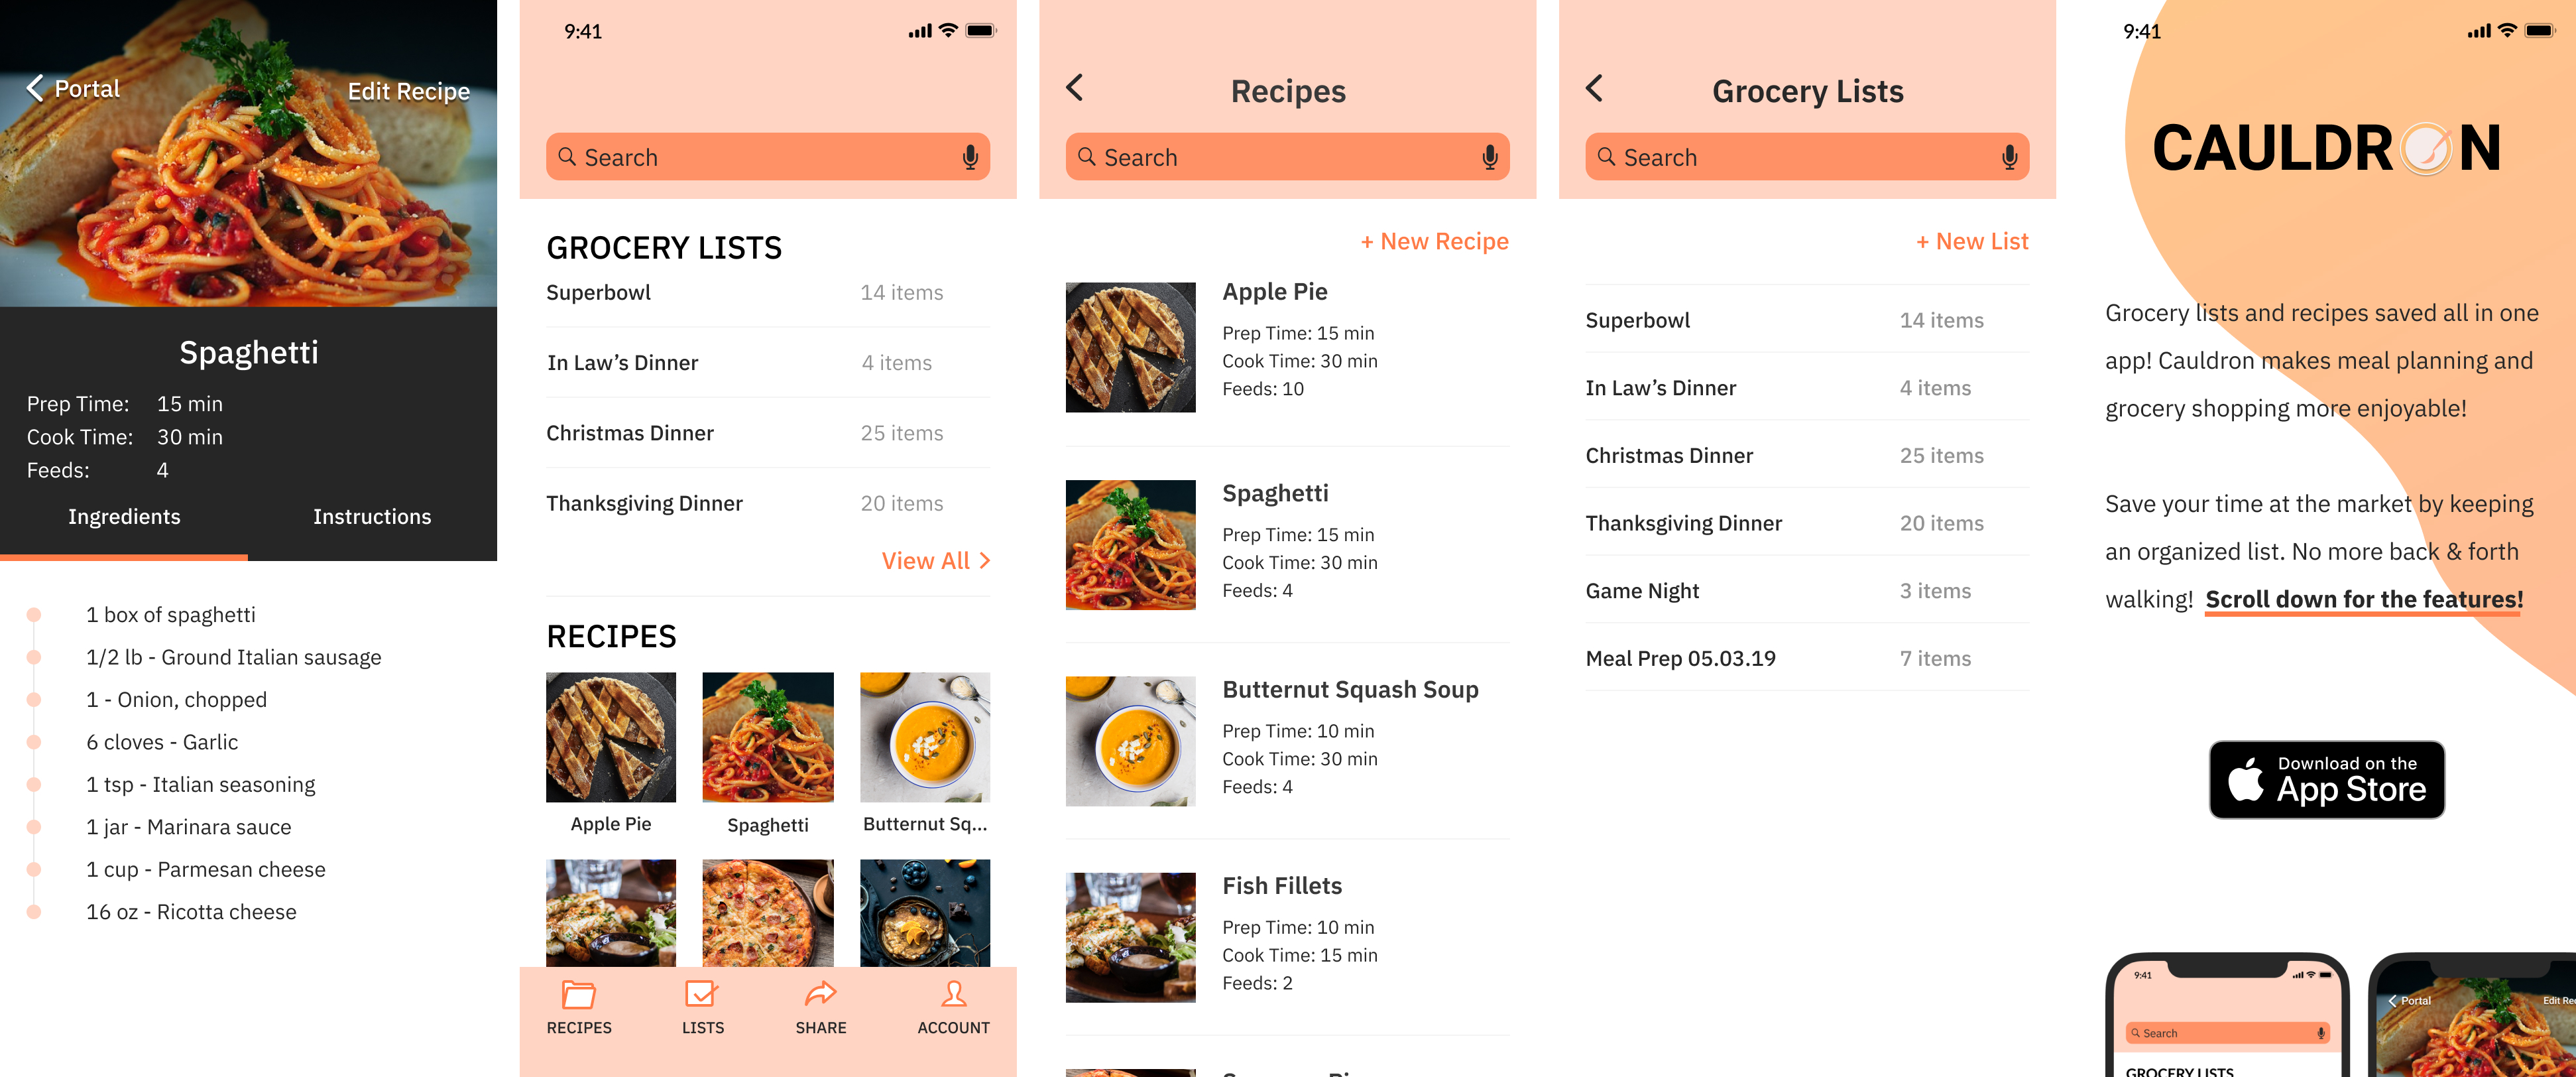 Portal
Edit Recipe
Spaghetti
Prep Time: 15 min
Cook Time: 30 min
Feeds: 4
Ingredients
Instructions
1 box of spaghetti
1/2 lb - Ground Italian sausage
1 - Onion, chopped
6 cloves - Garlic
1 tsp - Italian seasoning
1 jar - Marinara sauce
1 cup - Parmesan cheese
16 oz - Ricotta cheese
9:41
Search
GROCERY LISTS
Superbowl 14 items
In Law’s Dinner 4 items
Christmas Dinner 25 items
Thanksgiving Dinner 20 items
View All
RECIPES
Apple Pie
Spaghetti
Butternut Sq...
RECIPES
LISTS
SHARE
ACCOUNT
Recipes
Search
+ New Recipe
Apple Pie
Prep Time: 15 min
Cook Time: 30 min
Feeds: 10
Spaghetti
Prep Time: 15 min
Cook Time: 30 min
Feeds: 4
Butternut Squash Soup
Prep Time: 10 min
Cook Time: 30 min
Feeds: 4
Fish Fillets
Prep Time: 10 min
Cook Time: 15 min
Feeds: 2
Grocery Lists
Search
+ New List
Superbowl 14 items
In Law’s Dinner 4 items
Christmas Dinner 25 items
Thanksgiving Dinner 20 items
Game Night 3 items
Meal Prep 05.03.19 7 items
9:41
CAULDRON
Grocery lists and recipes saved all in one
app! Cauldron makes meal planning and
grocery shopping more enjoyable!
Save your time at the market by keeping
an organized list. No more back & forth
walking! Scroll down for the features!
Download on the
App Store
9:41
Search
GROCERY LISTS
Portal
Edit Rec